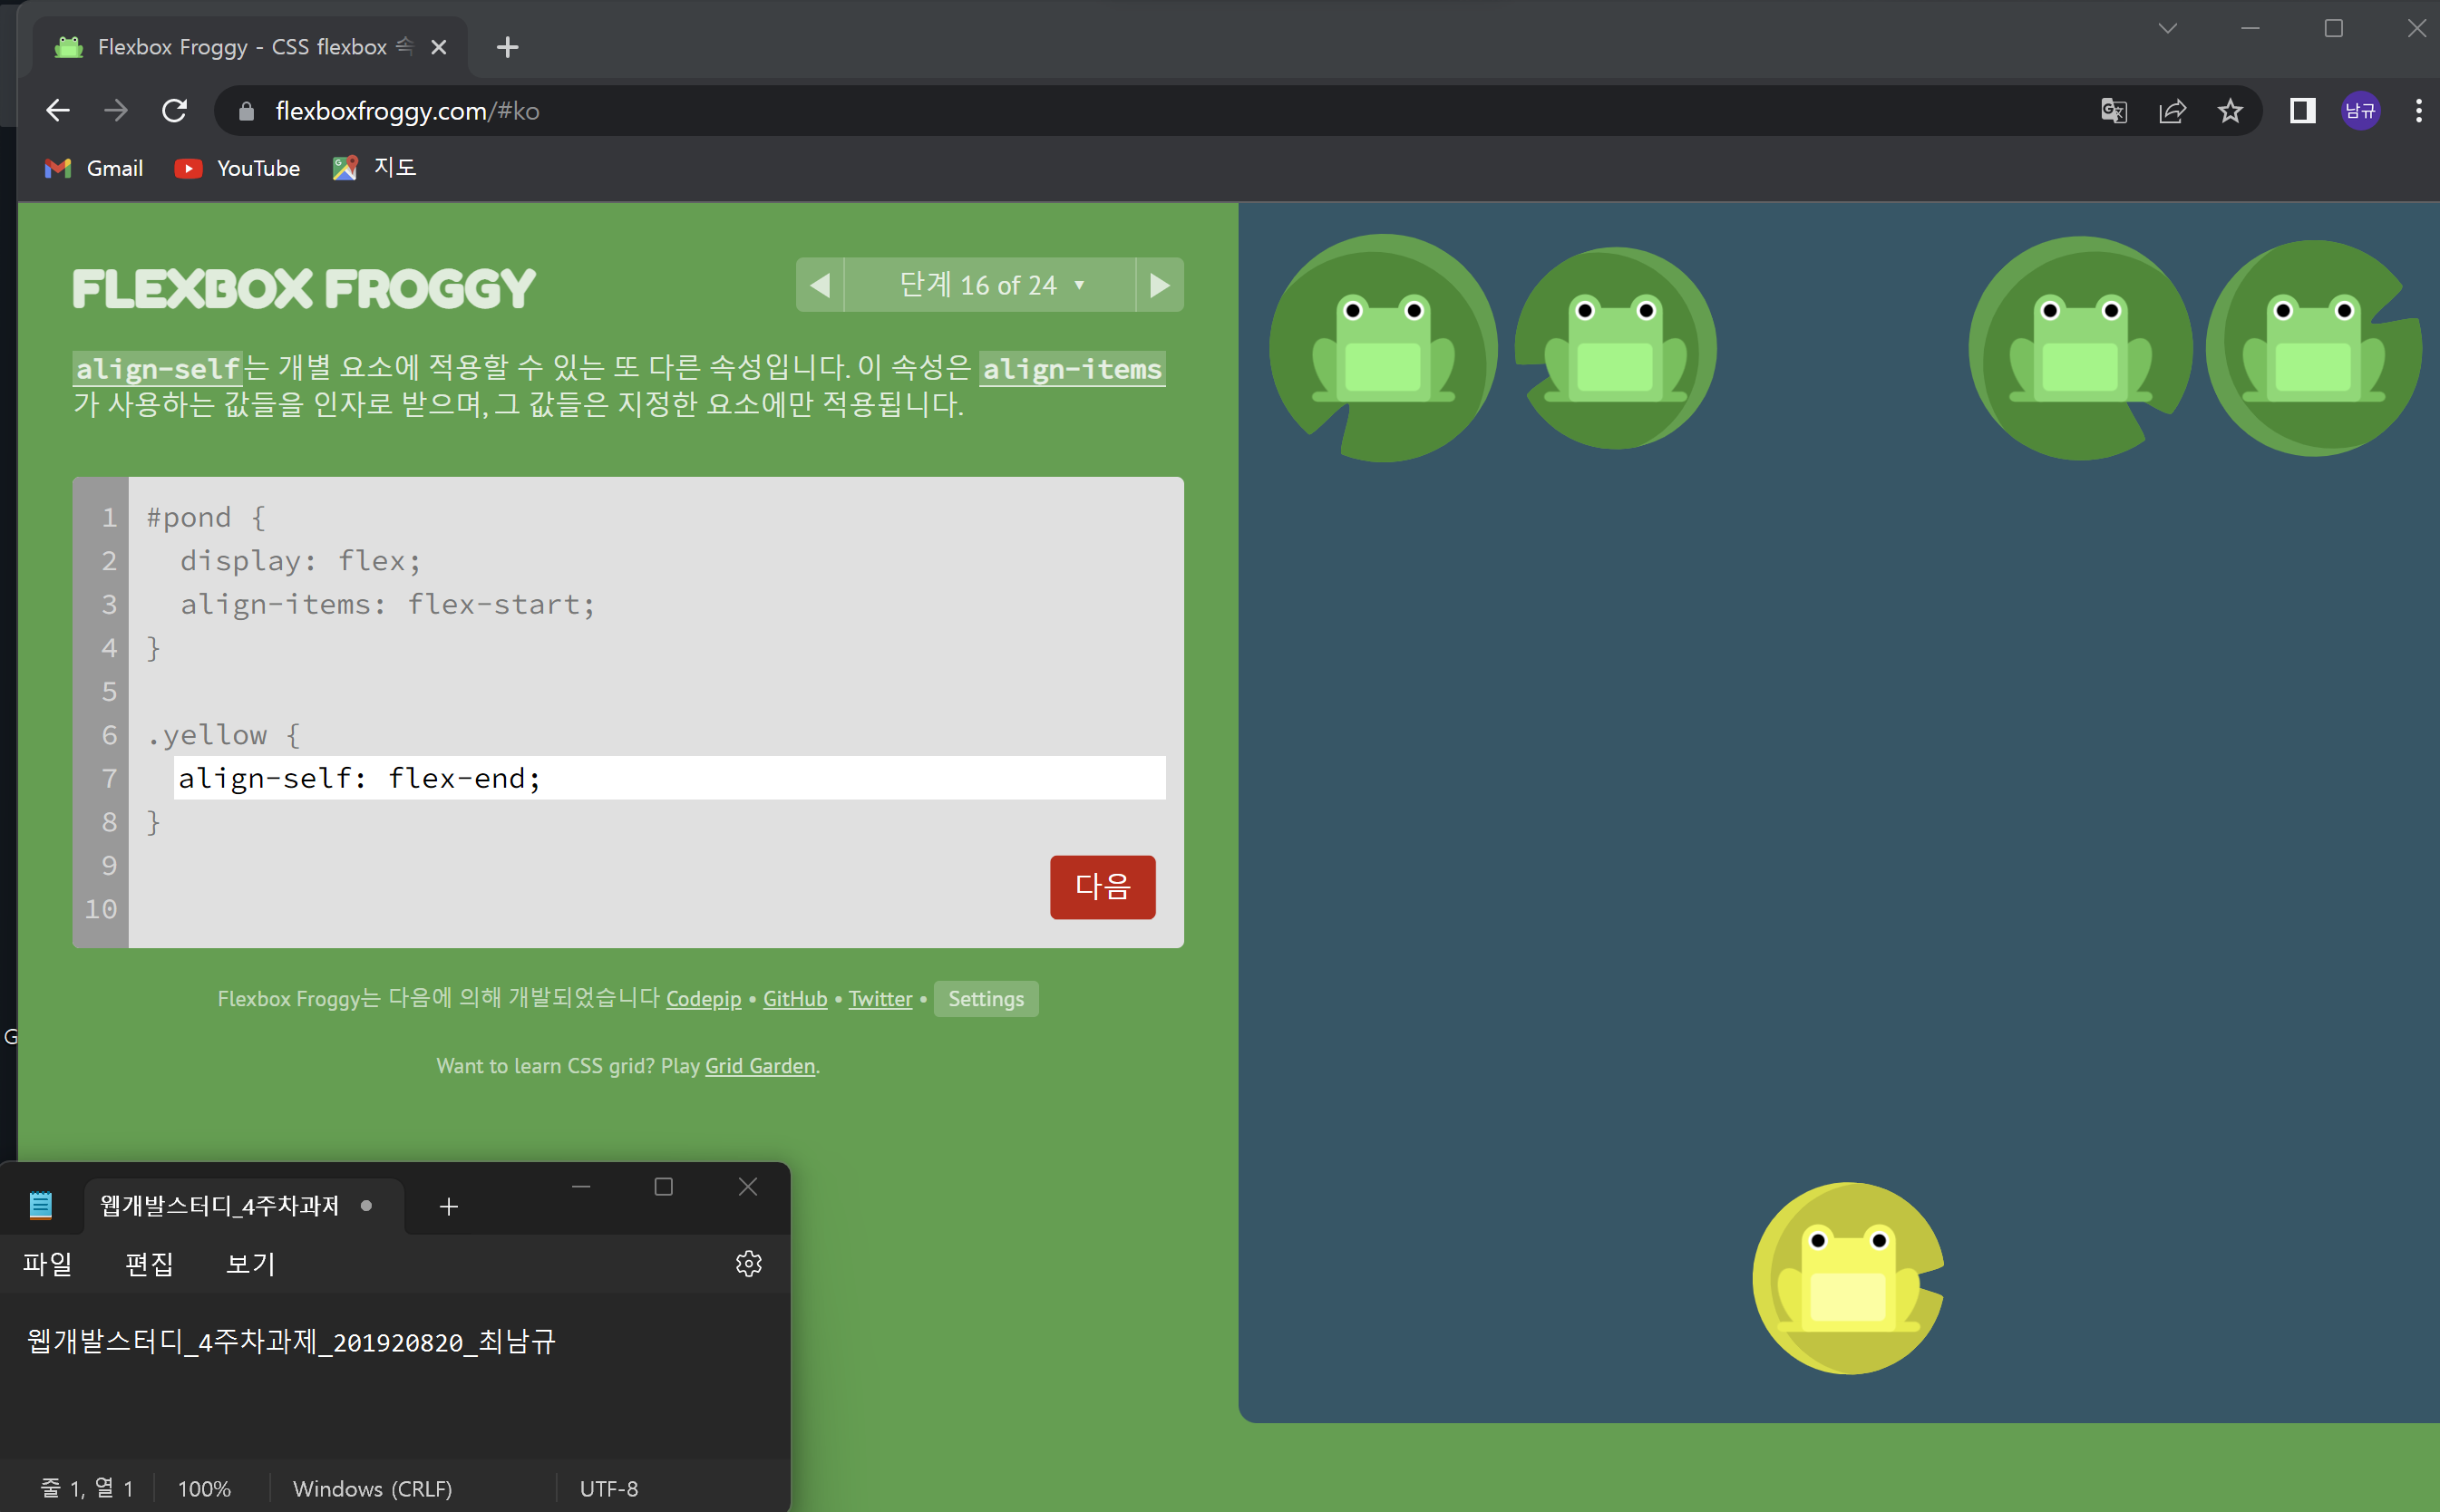 Flexbox Froggy - CSS flexbox 속
flexboxfroggy.com/#ko
남규
Gmail
YouTube
지도
FLEXBOX FROGGY
단계 16 of 24
align-self는 개별 요소에 적용할 수 있는 또 다른 속성입니다. 이 속성은 align-items
가 사용하는 값들을 인자로 받으며, 그 값들은 지정한 요소에만 적용됩니다.
1 #pond {
2 display: flex;
3 align-items: flex-start;
4 }
5
6 .yellow {
7 align-self: flex-end;
8 }
9
10
다음
Flexbox Froggy는 다음에 의해 개발되었습니다 Codepip • GitHub • Twitter • Settings
Want to learn CSS grid? Play Grid Garden.
G
웹개발스터디_4주차과제
파일 편집 보기
웹개발스터디_4주차과제_201920820_최남규
줄 1, 열 1 100% Windows (CRLF) UTF-8